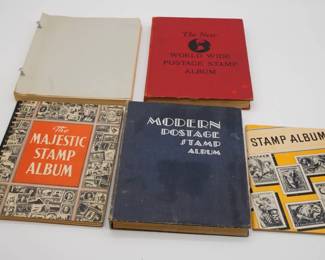 The New
WORLD WIDE
POSTAGE STAMP
ALBUM
The
MAJESTIC
STAMP
ALBUM
MODERN
POSTAGE
STAMP
ALBUM
STAMP ALBUM